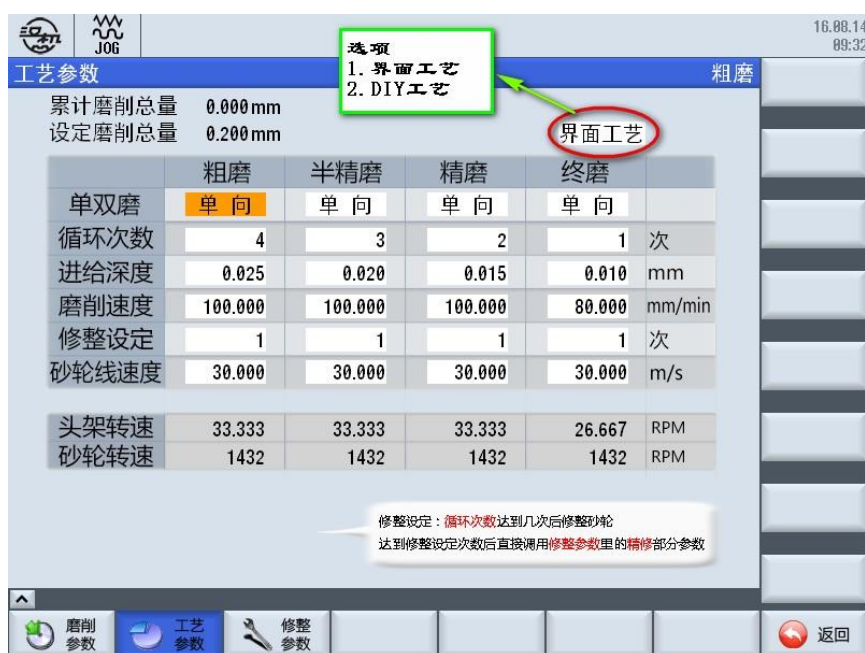 汉机
JOG
16.08.14
09:32
选项
1. 界面工艺
2. DIY工艺
工艺参数
粗磨
累计磨削总量 0.000 mm
设定磨削总量 0.200 mm
界面工艺
粗磨 半精磨 精磨 终磨
单双磨 单 向 单 向 单 向 单 向
循环次数 4 3 2 1 次
进给深度 0.025 0.020 0.015 0.010 mm
磨削速度 100.000 100.000 100.000 80.000 mm/min
修整设定 1 1 1 1 次
砂轮线速度 30.000 30.000 30.000 30.000 m/s
头架转速 33.333 33.333 33.333 26.667 RPM
砂轮转速 1432 1432 1432 1432 RPM
修整设定：循环次数达到几次后修整砂轮
达到修整设定次数后直接调用修整参数里的精修部分参数
磨削参数
工艺参数
修整参数
返回